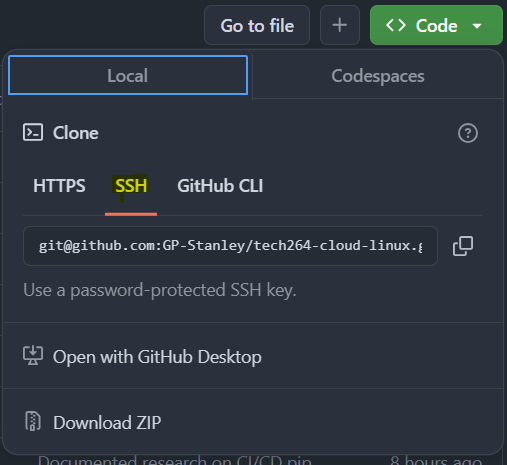 Go to file
+
<> Code
Local
Codespaces
Clone
HTTPS
SSH
GitHub CLI
git@github.com:GP-Stanley/tech264-cloud-linux.g
Use a password-protected SSH key.
Open with GitHub Desktop
Download ZIP
Documented research on CI/CD pip
8 hours ago